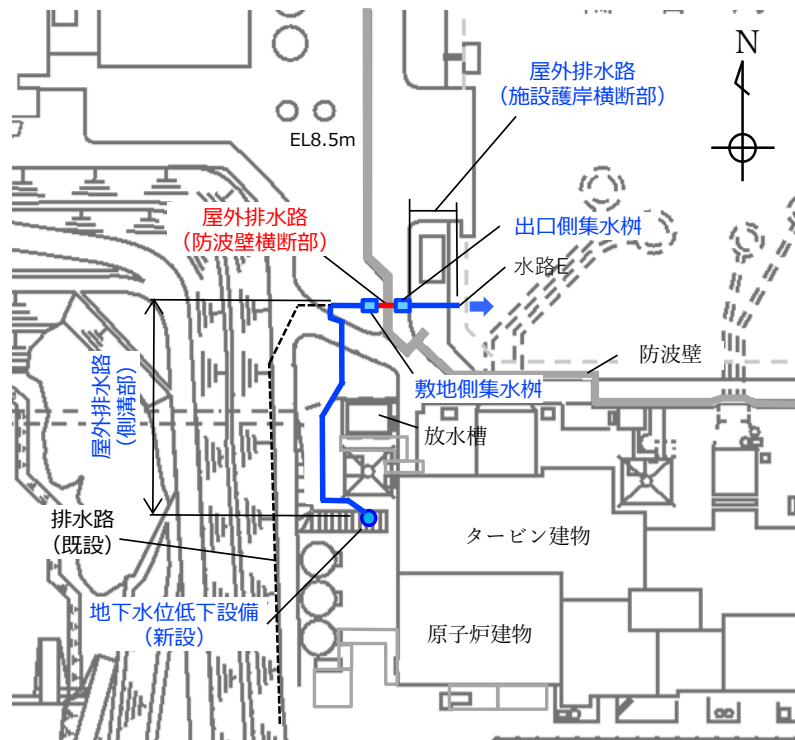 N
屋外排水路
（施設護岸横断部）
EL8.5m
屋外排水路
（防波壁横断部）
出口側集水桝
水路E
防波壁
敷地側集水桝
屋外排水路
（側溝部）
放水槽
排水路
（既設）
タービン建物
地下水位低下設備
（新設）
原子炉建物